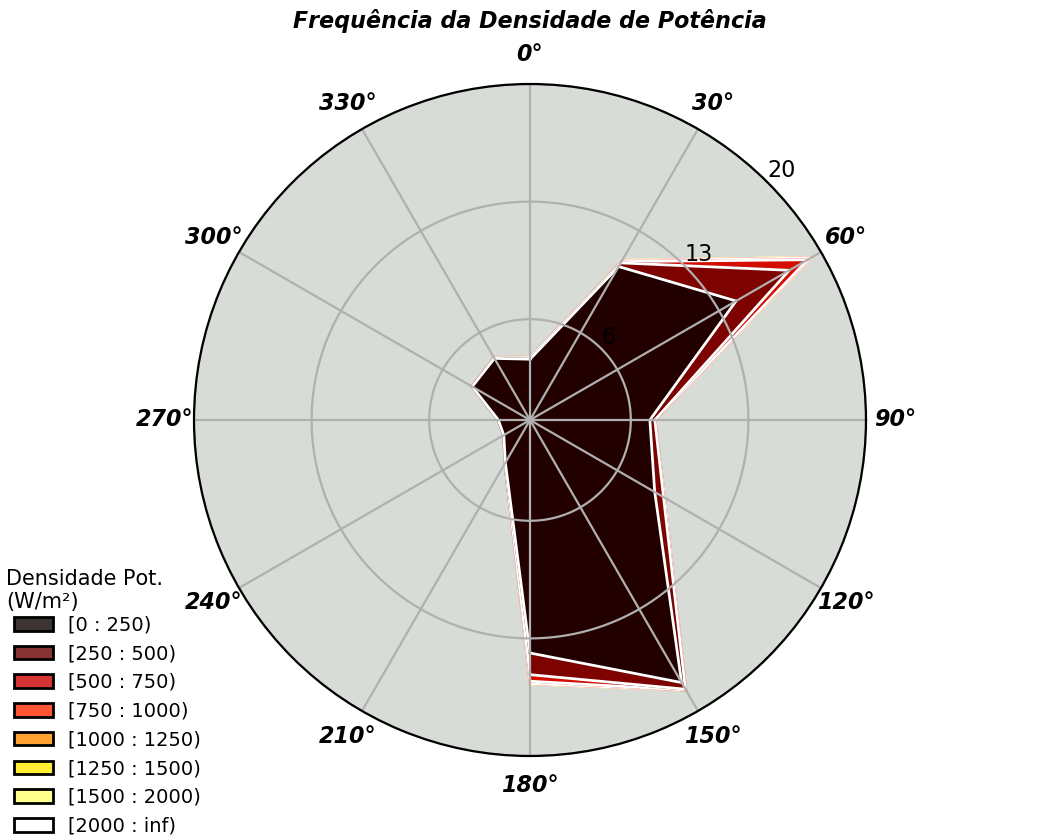 Frequência da Densidade de Potência
0°
330°
30°
20
300°
60°
13
6
270°
90°
240°
120°
210°
150°
180°
Densidade Pot.
(W/m²)
[0 : 250)
[250 : 500)
[500 : 750)
[750 : 1000)
[1000 : 1250)
[1250 : 1500)
[1500 : 2000)
[2000 : inf)